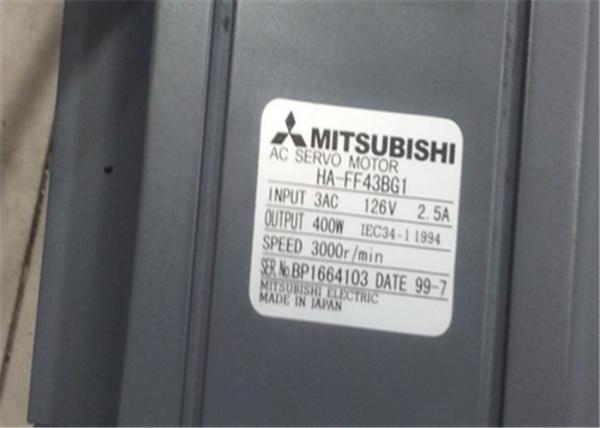 MITSUBISHI
AC SERVO MOTOR
HA-FF43BG1
INPUT 3AC 126V 2.5A
OUTPUT 400W IEC34-1 1994
SPEED 3000r/min
SER.No.BP1664103 DATE 99-7
MITSUBISHI ELECTRIC
MADE IN JAPAN